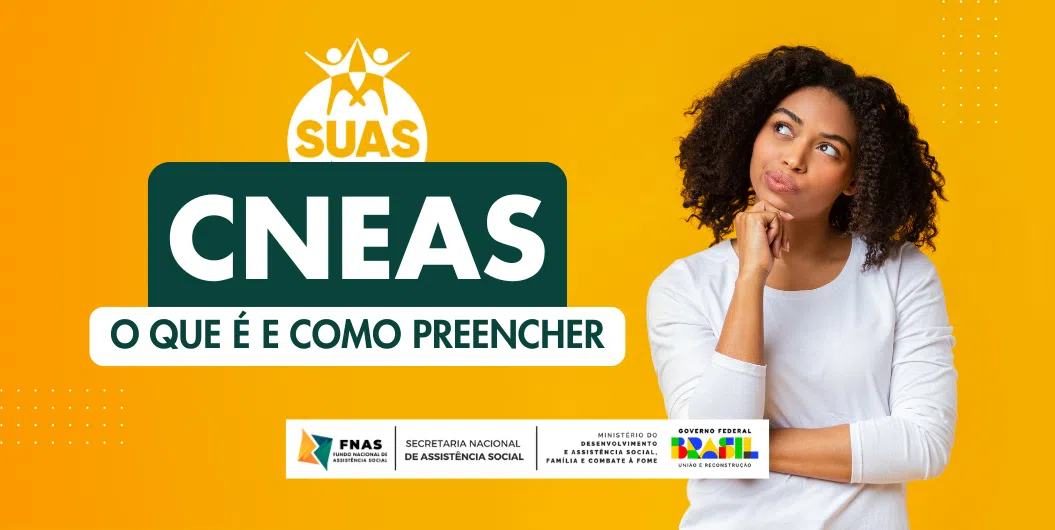 SUAS
CNEAS
O QUE É E COMO PREENCHER
FNAS
FUNDO NACIONAL DE
ASSISTÊNCIA SOCIAL
SECRETARIA NACIONAL
DE ASSISTÊNCIA SOCIAL
MINISTÉRIO DO
DESENVOLVIMENTO
E ASSISTÊNCIA SOCIAL,
FAMÍLIA E COMBATE À FOME
GOVERNO FEDERAL
BRASIL
UNIÃO E RECONSTRUÇÃO